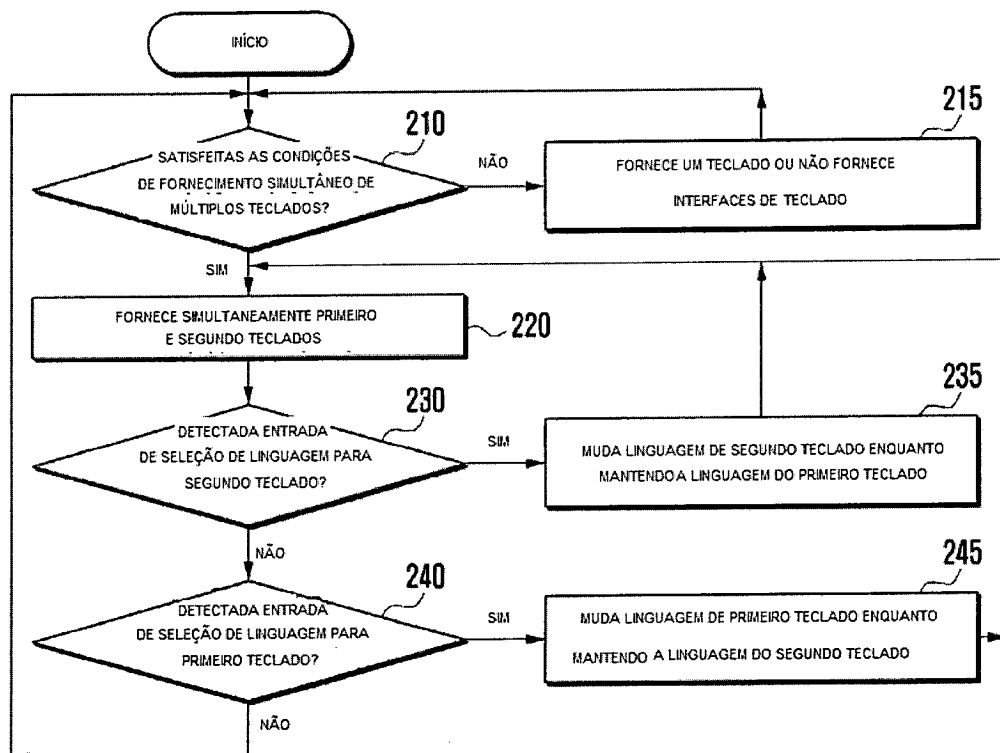 INÍCIO
210
SATISFEITAS AS CONDIÇÕES
DE FORNECIMENTO SIMULTÂNEO DE
MÚLTIPLOS TECLADOS?
NÃO
215
FORNECE UM TECLADO OU NÃO FORNECE
INTERFACES DE TECLADO
SIM
FORNECE SIMULTANEAMENTE PRIMEIRO
E SEGUNDO TECLADOS
220
230
DETECTADA ENTRADA
DE SELEÇÃO DE LINGUAGEM PARA
SEGUNDO TECLADO?
SIM
235
MUDA LINGUAGEM DE SEGUNDO TECLADO ENQUANTO
MANTENDO A LINGUAGEM DO PRIMEIRO TECLADO
NÃO
240
DETECTADA ENTRADA
DE SELEÇÃO DE LINGUAGEM PARA
PRIMEIRO TECLADO?
SIM
245
MUDA LINGUAGEM DE PRIMEIRO TECLADO ENQUANTO
MANTENDO A LINGUAGEM DO SEGUNDO TECLADO
NÃO